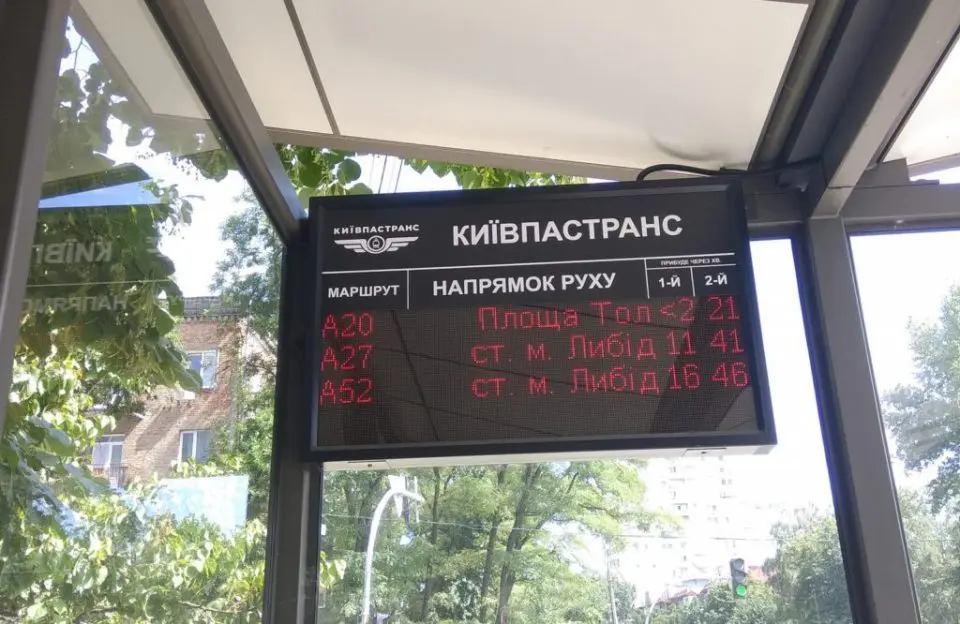 КИЇВПАСТРАНС
КИЇВПАСТРАНС
МАРШРУТ НАПРЯМОК РУХУ ПРИБУДЕ ЧЕРЕЗ ХВ.
1-Й 2-Й
А20 Площа Тол <2 21
А27 ст. м. Либід 11 41
А52 ст. м. Либід 16 46